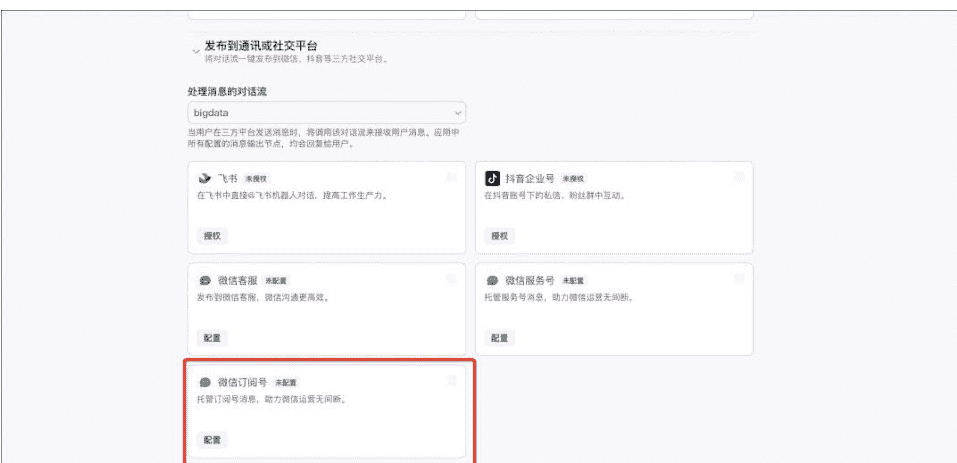 发布到通讯或社交平台
将对话流一键发布到微信、抖音等三方社交平台。
处理消息的对话流
bigdata
当用户在三方平台发送消息时，将调用该对话流来接收用户消息。应用中
所有配置的消息输出节点，均会回复给用户。
飞书 未授权
在飞书中直接@飞书机器人对话，提高工作生产力。
授权
抖音企业号 未授权
在抖音账号下的私信、粉丝群中互动。
授权
微信客服 未配置
发布到微信客服，微信沟通更高效。
配置
微信服务号 未配置
托管服务号消息，助力微信运营无间断。
配置
微信订阅号 未配置
托管订阅号消息，助力微信运营无间断。
配置